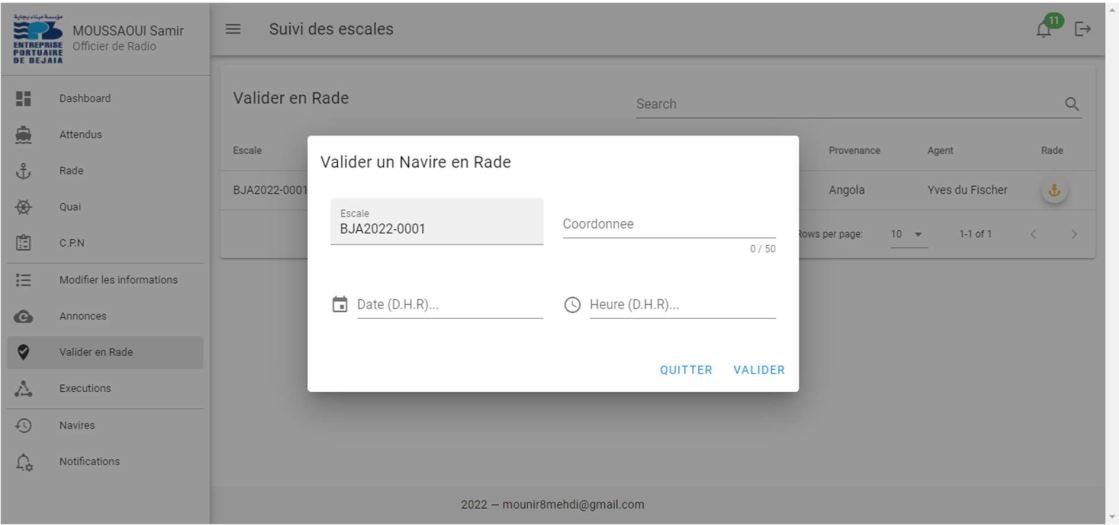 MOUSSAOUI Samir
Officier de Radio
ENTREPRISE
PORTUAIRE
DE BEJAIA
Suivi des escales
11
Dashboard
Attendus
Rade
Quai
C.P.N
Modifier les informations
Annonces
Valider en Rade
Executions
Navires
Notifications
Valider en Rade
Search
Escale
Provenance
Agent
Rade
BJA2022-0001
Angola
Yves du Fischer
Rows per page:
10
1-1 of 1
Valider un Navire en Rade
Escale
BJA2022-0001
Coordonnee
0 / 50
Date (D.H.R)...
Heure (D.H.R)...
QUITTER
VALIDER
2022 — mounir8mehdi@gmail.com